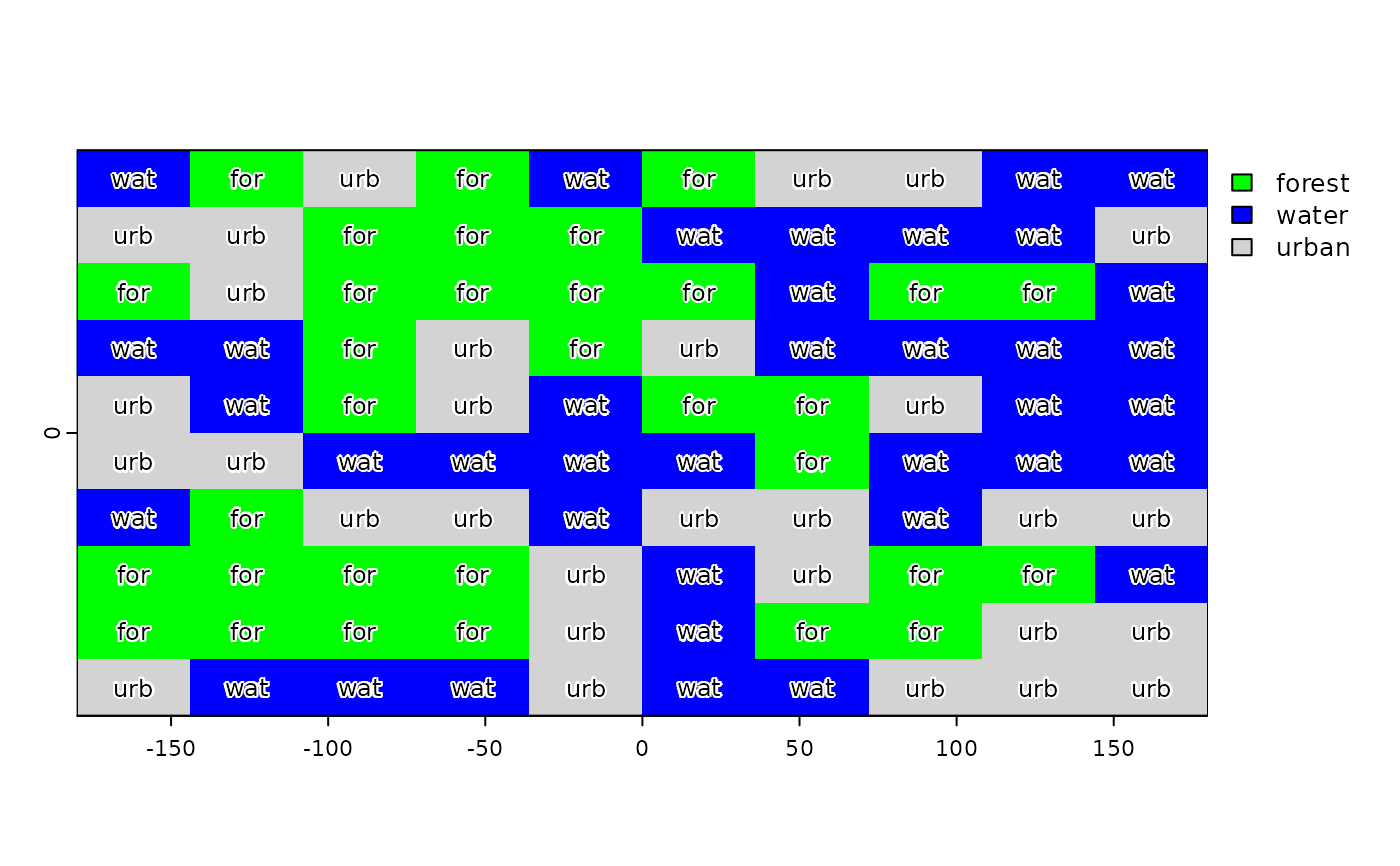 wat for urb for wat for urb urb wat wat
forest
urb urb for for for wat wat wat wat urb
water
urban
for urb for for for for wat for for wat
wat wat for urb for urb wat wat wat wat
urb wat for urb wat for for urb wat wat
0
urb urb wat wat wat wat for wat wat wat
wat for urb urb wat urb urb wat urb urb
for for for for urb wat urb for for wat
for for for for urb wat for for urb urb
urb wat wat wat urb wat wat urb urb urb
-150 -100 -50 0 50 100 150